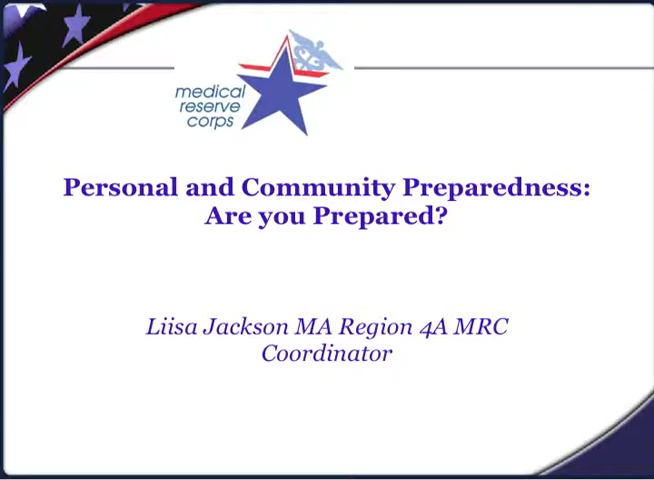 medical
reserve
corps
Personal and Community Preparedness:
Are you Prepared?
Liisa Jackson MA Region 4A MRC
Coordinator